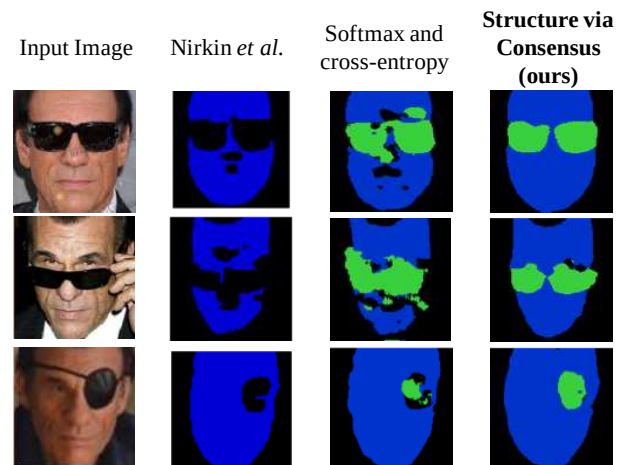 Input Image
Nirkin et al.
Softmax and
cross-entropy
Structure via
Consensus
(ours)